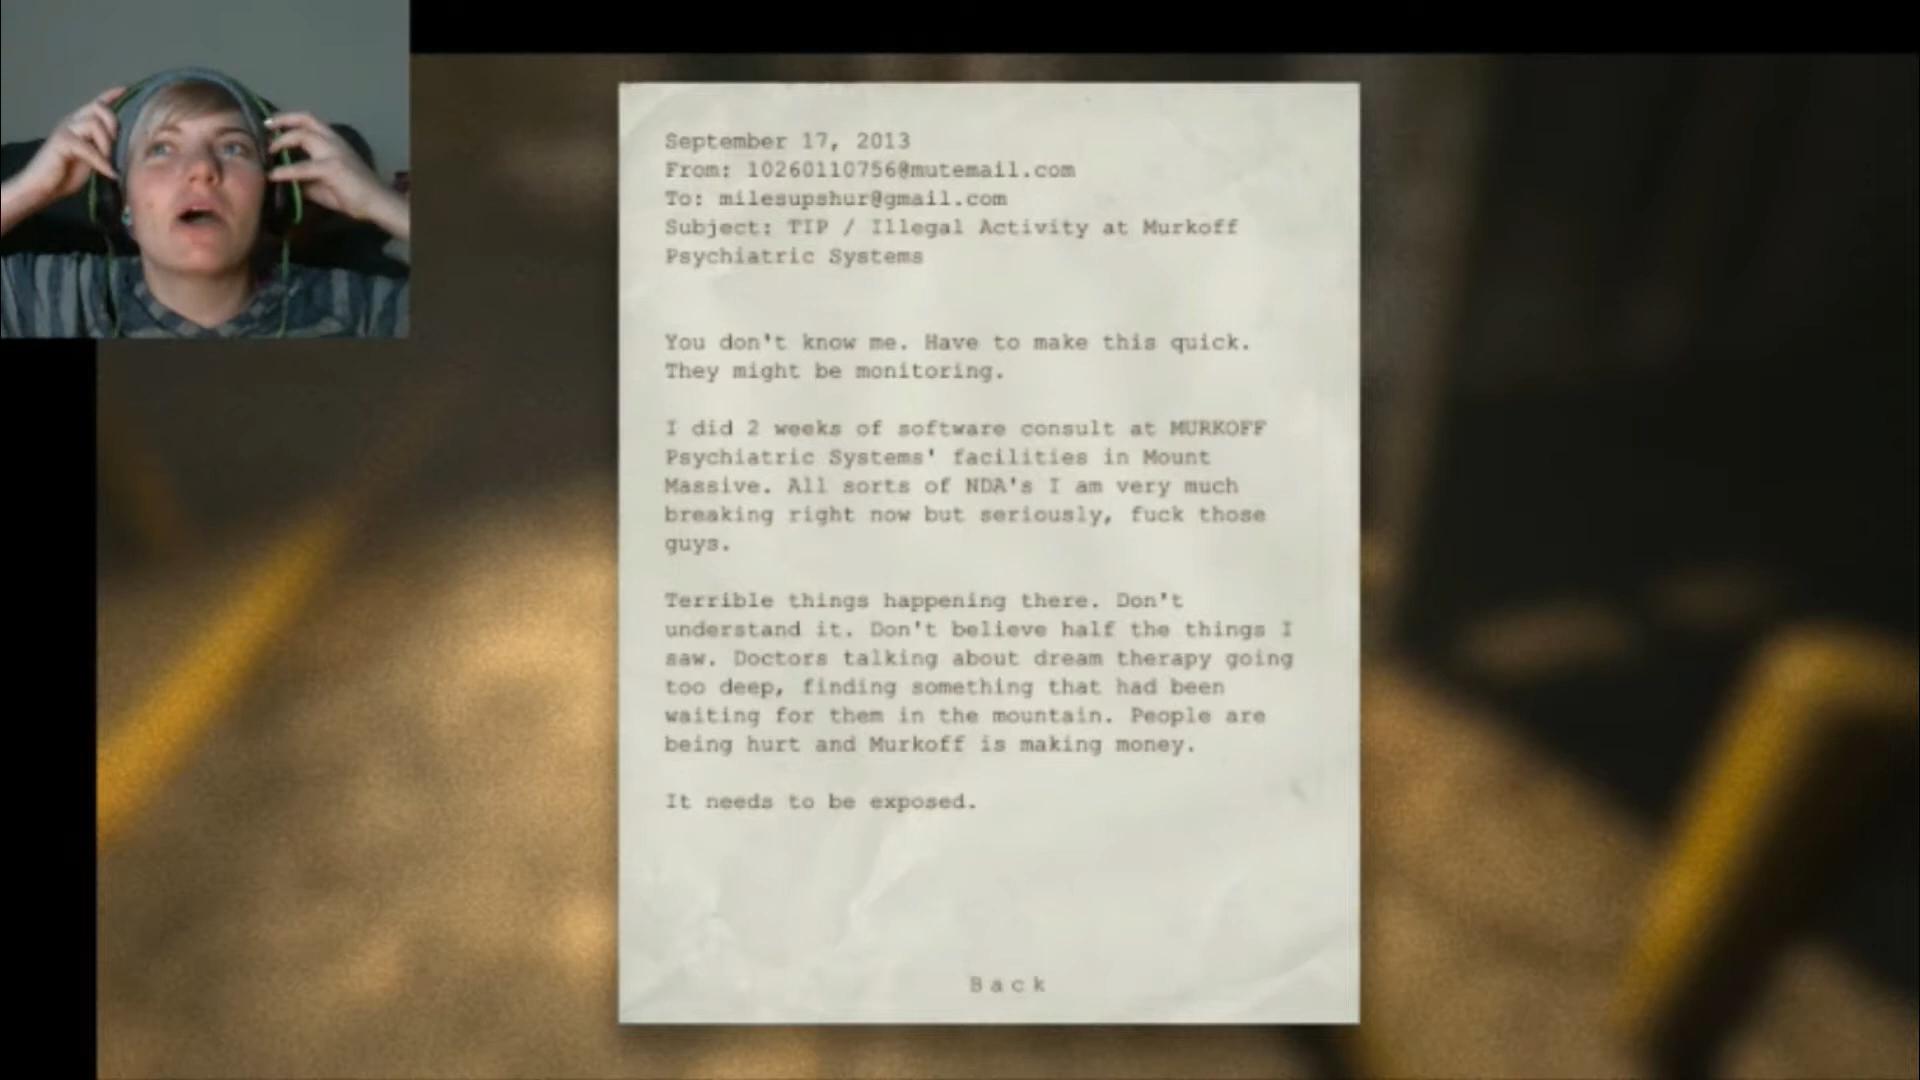 September 17, 2013
From: 10260110756@mutemail.com
To: milesupshur@gmail.com
Subject: TIP / Illegal Activity at Murkoff
Psychiatric Systems
You don't know me. Have to make this quick.
They might be monitoring.
I did 2 weeks of software consult at MURKOFF
Psychiatric Systems' facilities in Mount
Massive. All sorts of NDA's I am very much
breaking right now but seriously, fuck those
guys.
Terrible things happening there. Don't
understand it. Don't believe half the things I
saw. Doctors talking about dream therapy going
too deep, finding something that had been
waiting for them in the mountain. People are
being hurt and Murkoff is making money.
It needs to be exposed.
Back